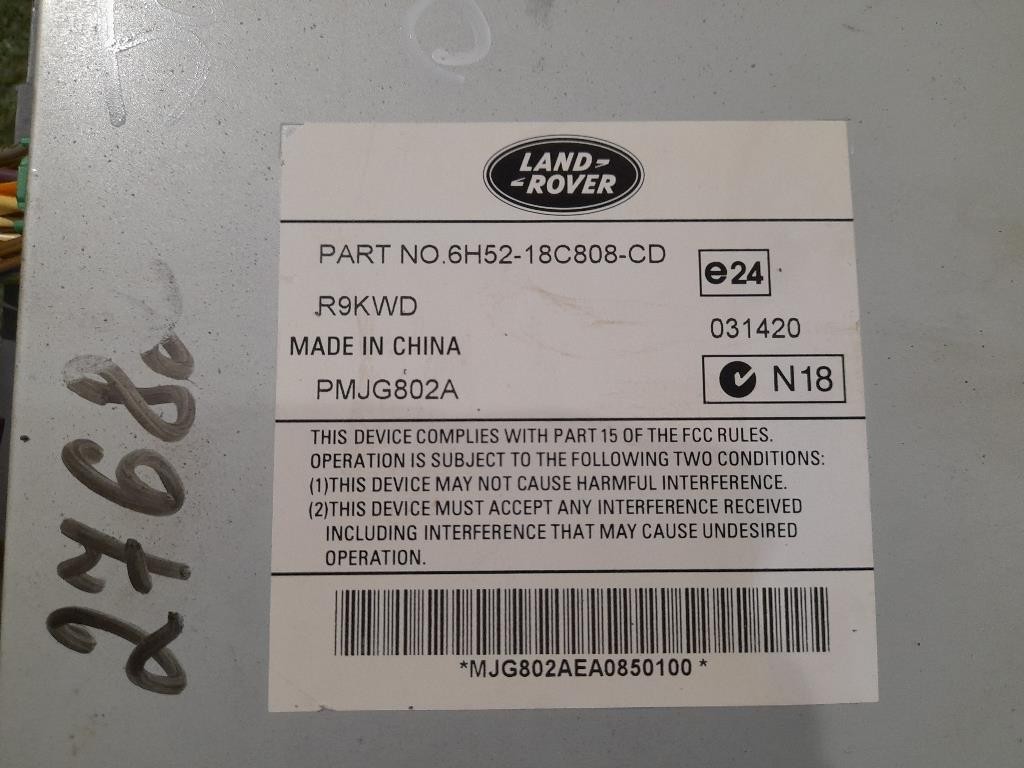 LAND-
-ROVER
PART NO.6H52-18C808-CD
e24
R9KWD
031420
MADE IN CHINA
N18
PMJG802A
THIS DEVICE COMPLIES WITH PART 15 OF THE FCC RULES.
OPERATION IS SUBJECT TO THE FOLLOWING TWO CONDITIONS:
(1)THIS DEVICE MAY NOT CAUSE HARMFUL INTERFERENCE.
(2)THIS DEVICE MUST ACCEPT ANY INTERFERENCE RECEIVED
INCLUDING INTERFERENCE THAT MAY CAUSE UNDESIRED
OPERATION.
*MJG802AEA0850100*